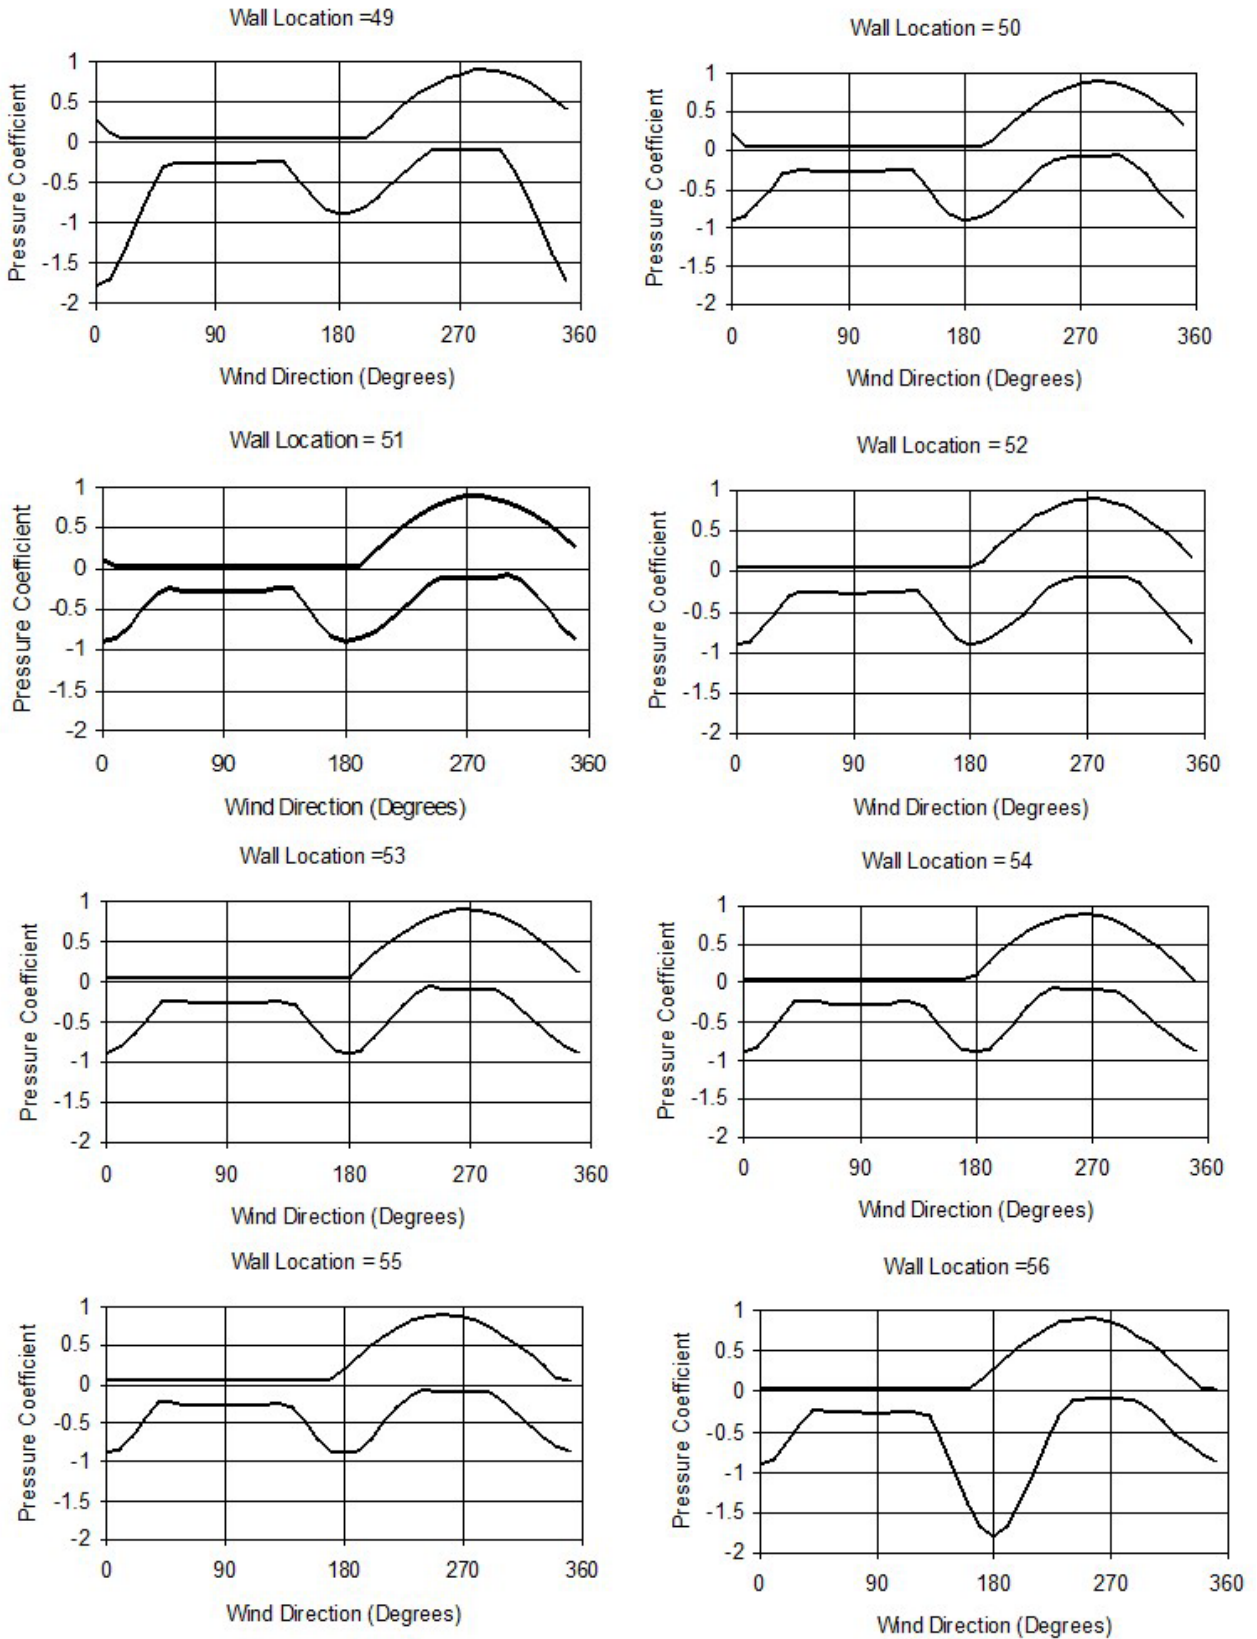 Wall Location =49
1
0.5
0
-0.5
-1
-1.5
-2
Pressure Coefficient
0 90 180 270 360
Wind Direction (Degrees)
Wall Location = 50
1
0.5
0
-0.5
-1
-1.5
-2
Pressure Coefficient
0 90 180 270 360
Wind Direction (Degrees)
Wall Location = 51
1
0.5
0
-0.5
-1
-1.5
-2
Pressure Coefficient
0 90 180 270 360
Wind Direction (Degrees)
Wall Location = 52
1
0.5
0
-0.5
-1
-1.5
-2
Pressure Coefficient
0 90 180 270 360
Wind Direction (Degrees)
Wall Location =53
1
0.5
0
-0.5
-1
-1.5
-2
Pressure Coefficient
0 90 180 270 360
Wind Direction (Degrees)
Wall Location = 54
1
0.5
0
-0.5
-1
-1.5
-2
Pressure Coefficient
0 90 180 270 360
Wind Direction (Degrees)
Wall Location = 55
1
0.5
0
-0.5
-1
-1.5
-2
Pressure Coefficient
0 90 180 270 360
Wind Direction (Degrees)
Wall Location =56
1
0.5
0
-0.5
-1
-1.5
-2
Pressure Coefficient
0 90 180 270 360
Wind Direction (Degrees)